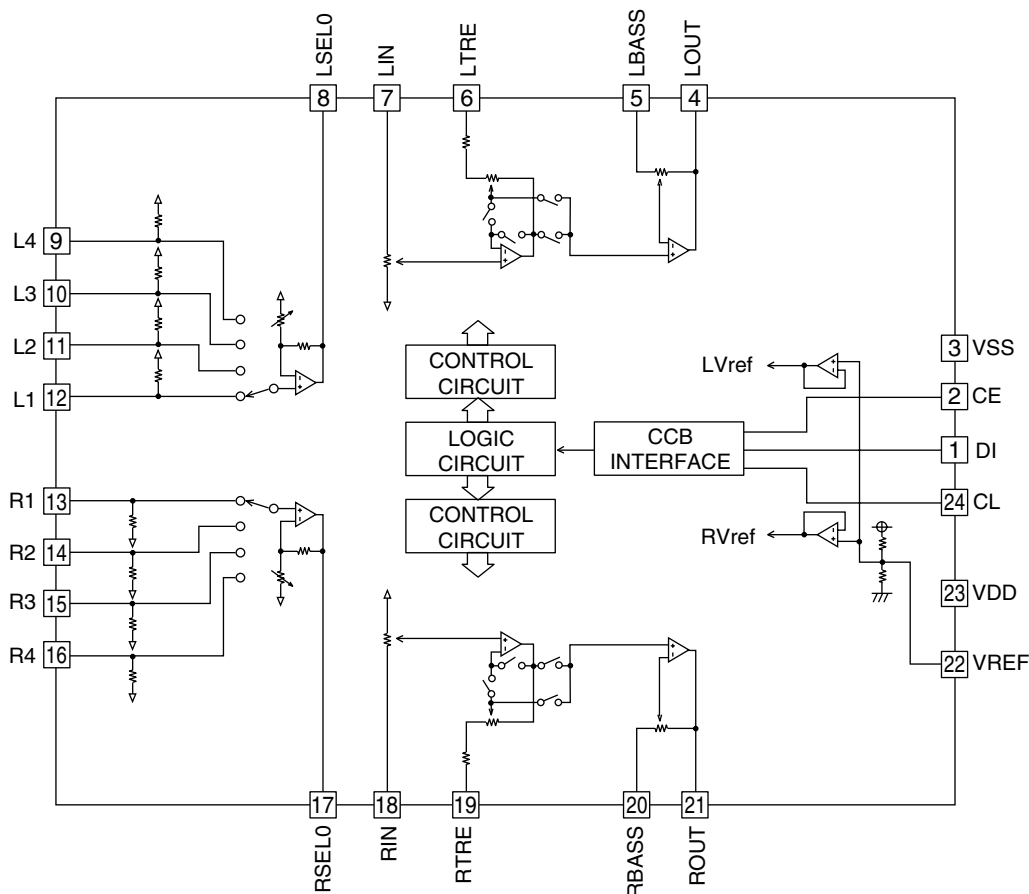 LSEL0
LIN
LTRE
LBASS
LOUT
8
7
6
5
4
L4 9
L3 10
L2 11
L1 12
R1 13
R2 14
R3 15
R4 16
CONTROL
CIRCUIT
LOGIC
CIRCUIT
CONTROL
CIRCUIT
CCB
INTERFACE
LVref
RVref
3 VSS
2 CE
1 DI
24 CL
23 VDD
22 VREF
17
18
19
20
21
RSEL0
RIN
RTRE
RBASS
ROUT